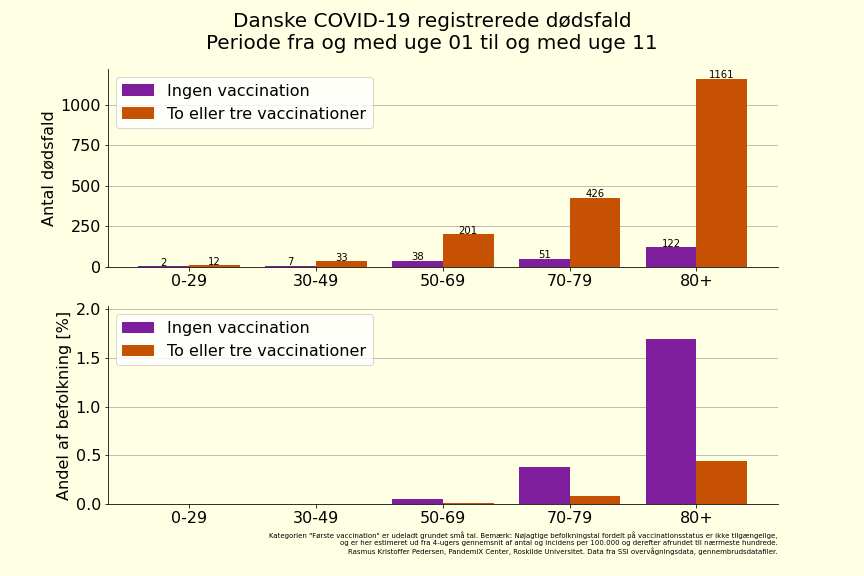 Danske COVID-19 registrerede dødsfald
Periode fra og med uge 01 til og med uge 11
Antal dødsfald
1000
750
500
250
0
Ingen vaccination
To eller tre vaccinationer
2
12
7
33
38
201
51
426
122
1161
0-29
30-49
50-69
70-79
80+
Andel af befolkning [%]
2.0
1.5
1.0
0.5
0.0
Ingen vaccination
To eller tre vaccinationer
0-29
30-49
50-69
70-79
80+
Kategorien "Første vaccination" er udeladt grundet små tal. Bemærk: Nøjagtige befolkningstal fordelt på vaccinationsstatus er ikke tilgængelige,
og er her estimeret ud fra 4-ugers gennemsnit af antal og incidens per 100.000 og derefter afrundet til nærmeste hundrede.
Rasmus Kristoffer Pedersen, PandemiX Center, Roskilde Universitet. Data fra SSI overvågningsdata, gennembrudsdatafiler.